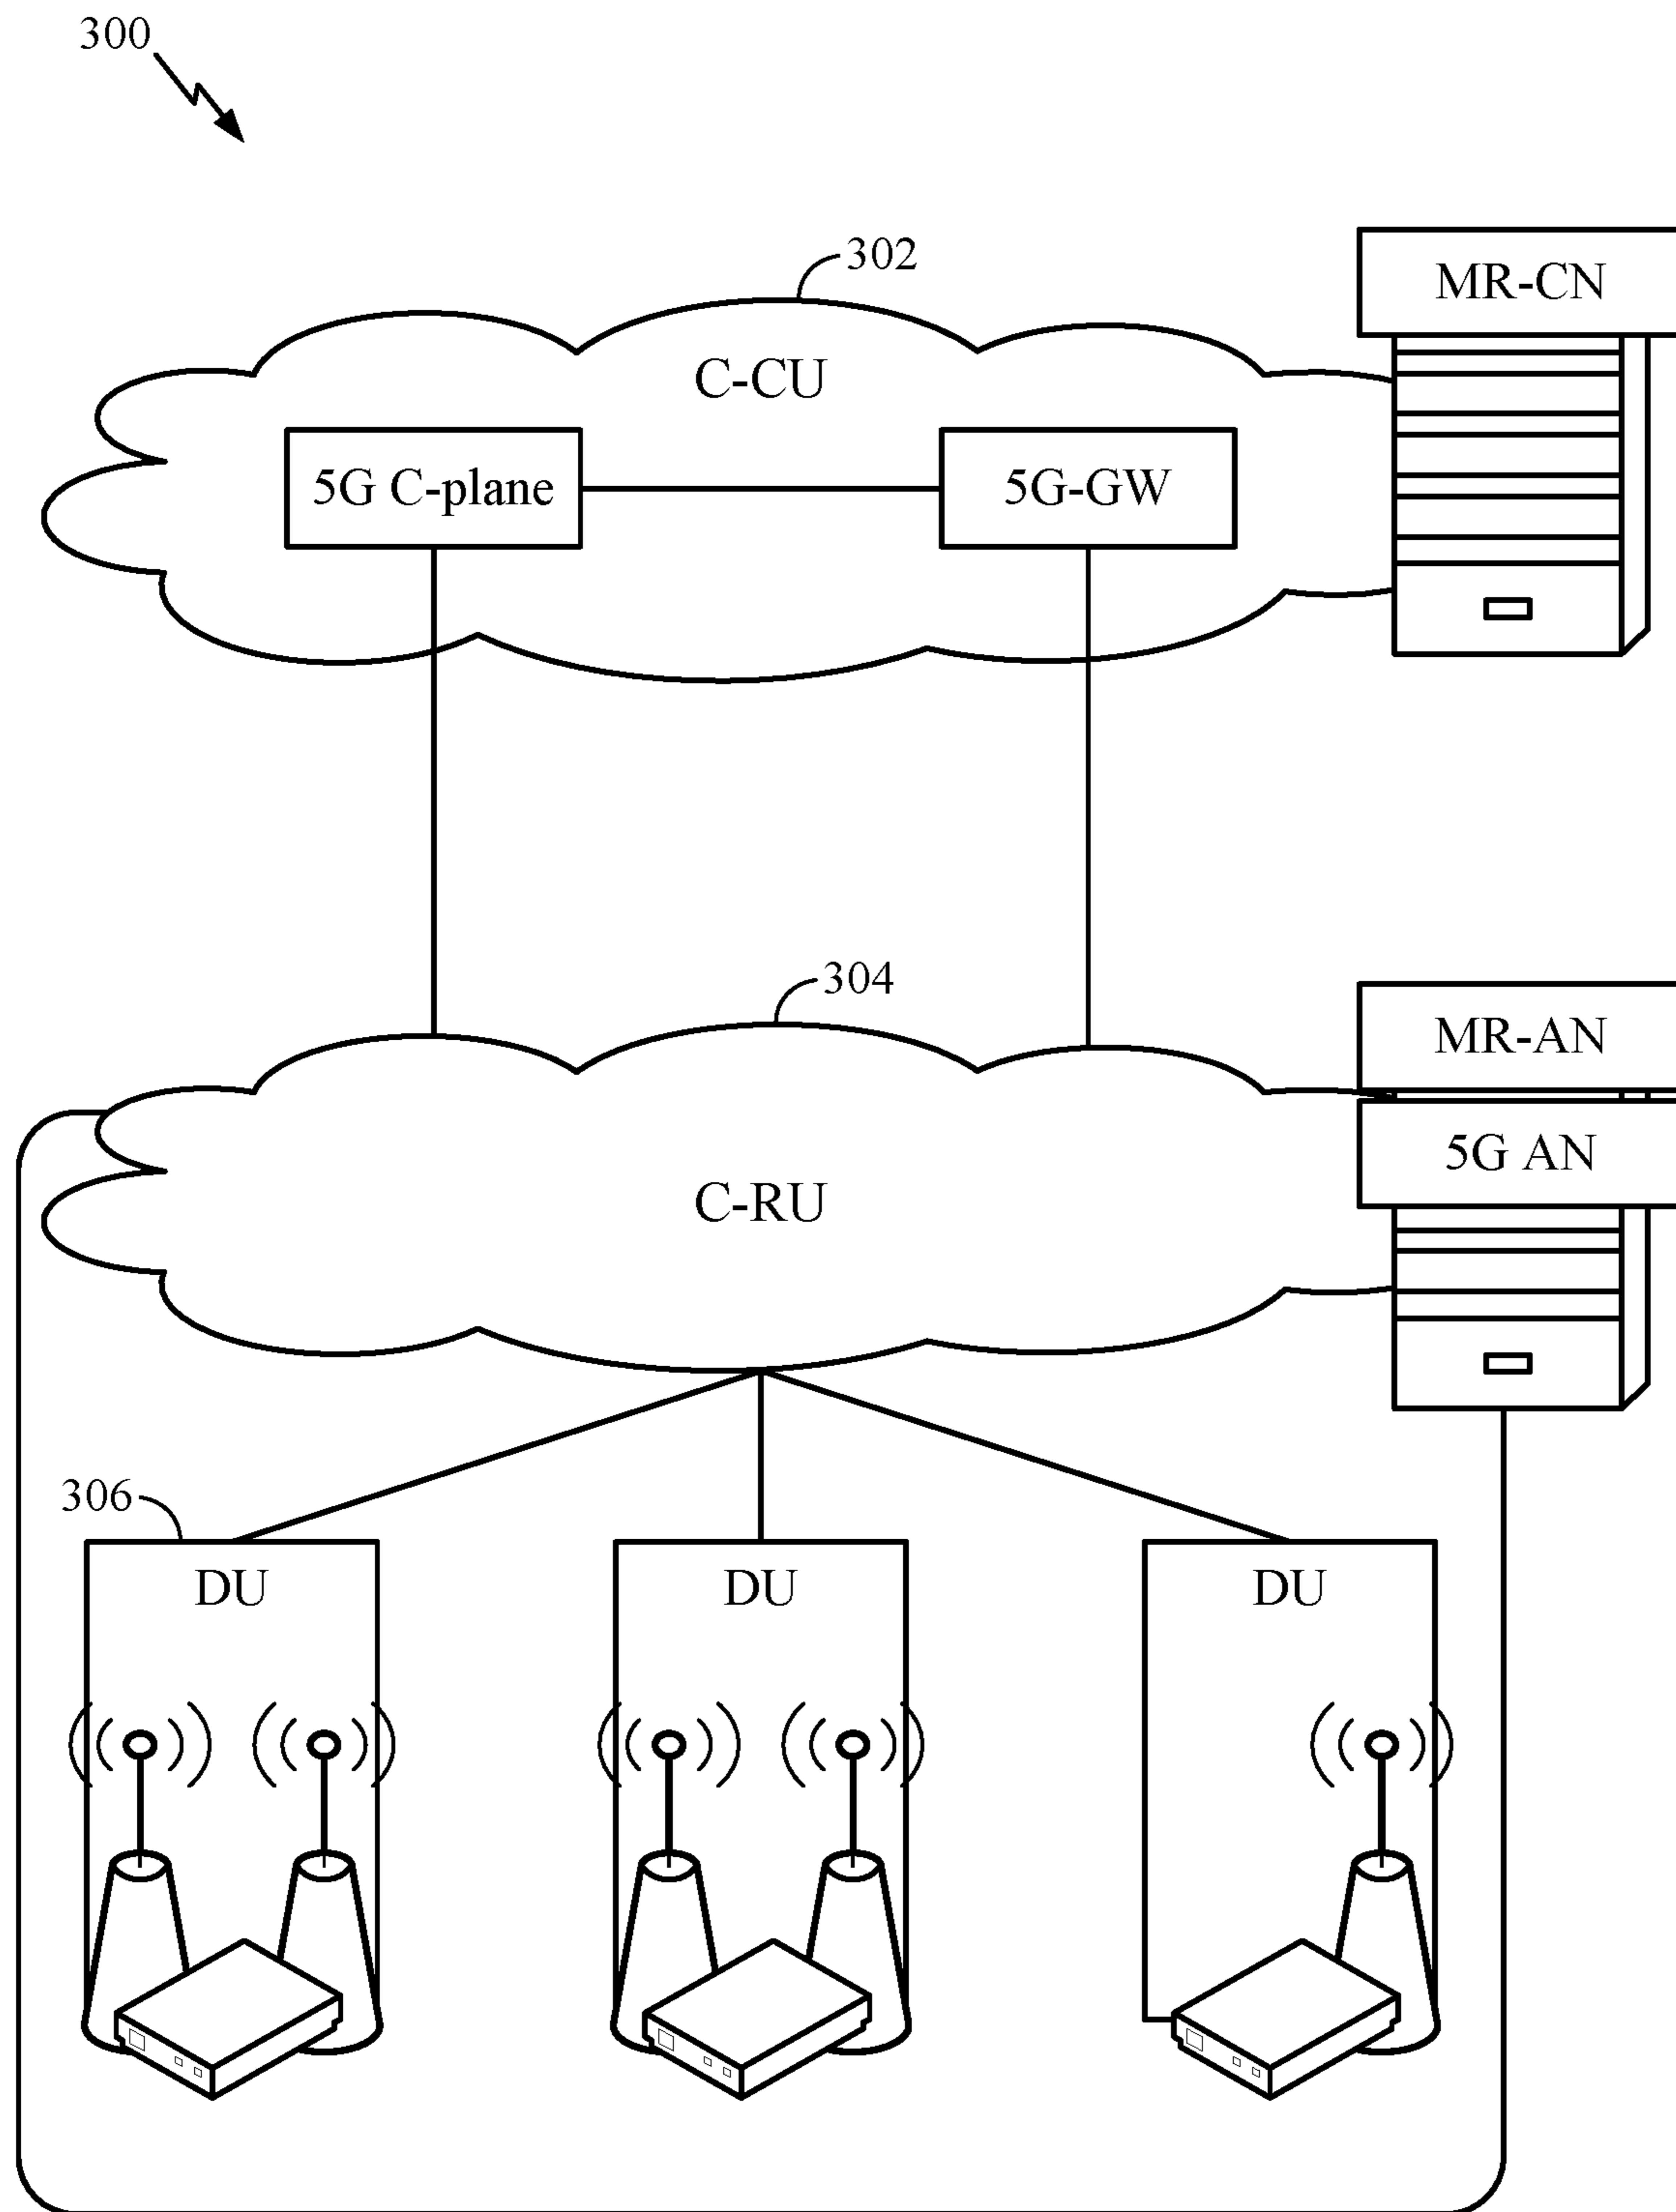 300
302
MR-CN
C-CU
5G C-plane
5G-GW
304
MR-AN
5G AN
C-RU
306
DU
DU
DU